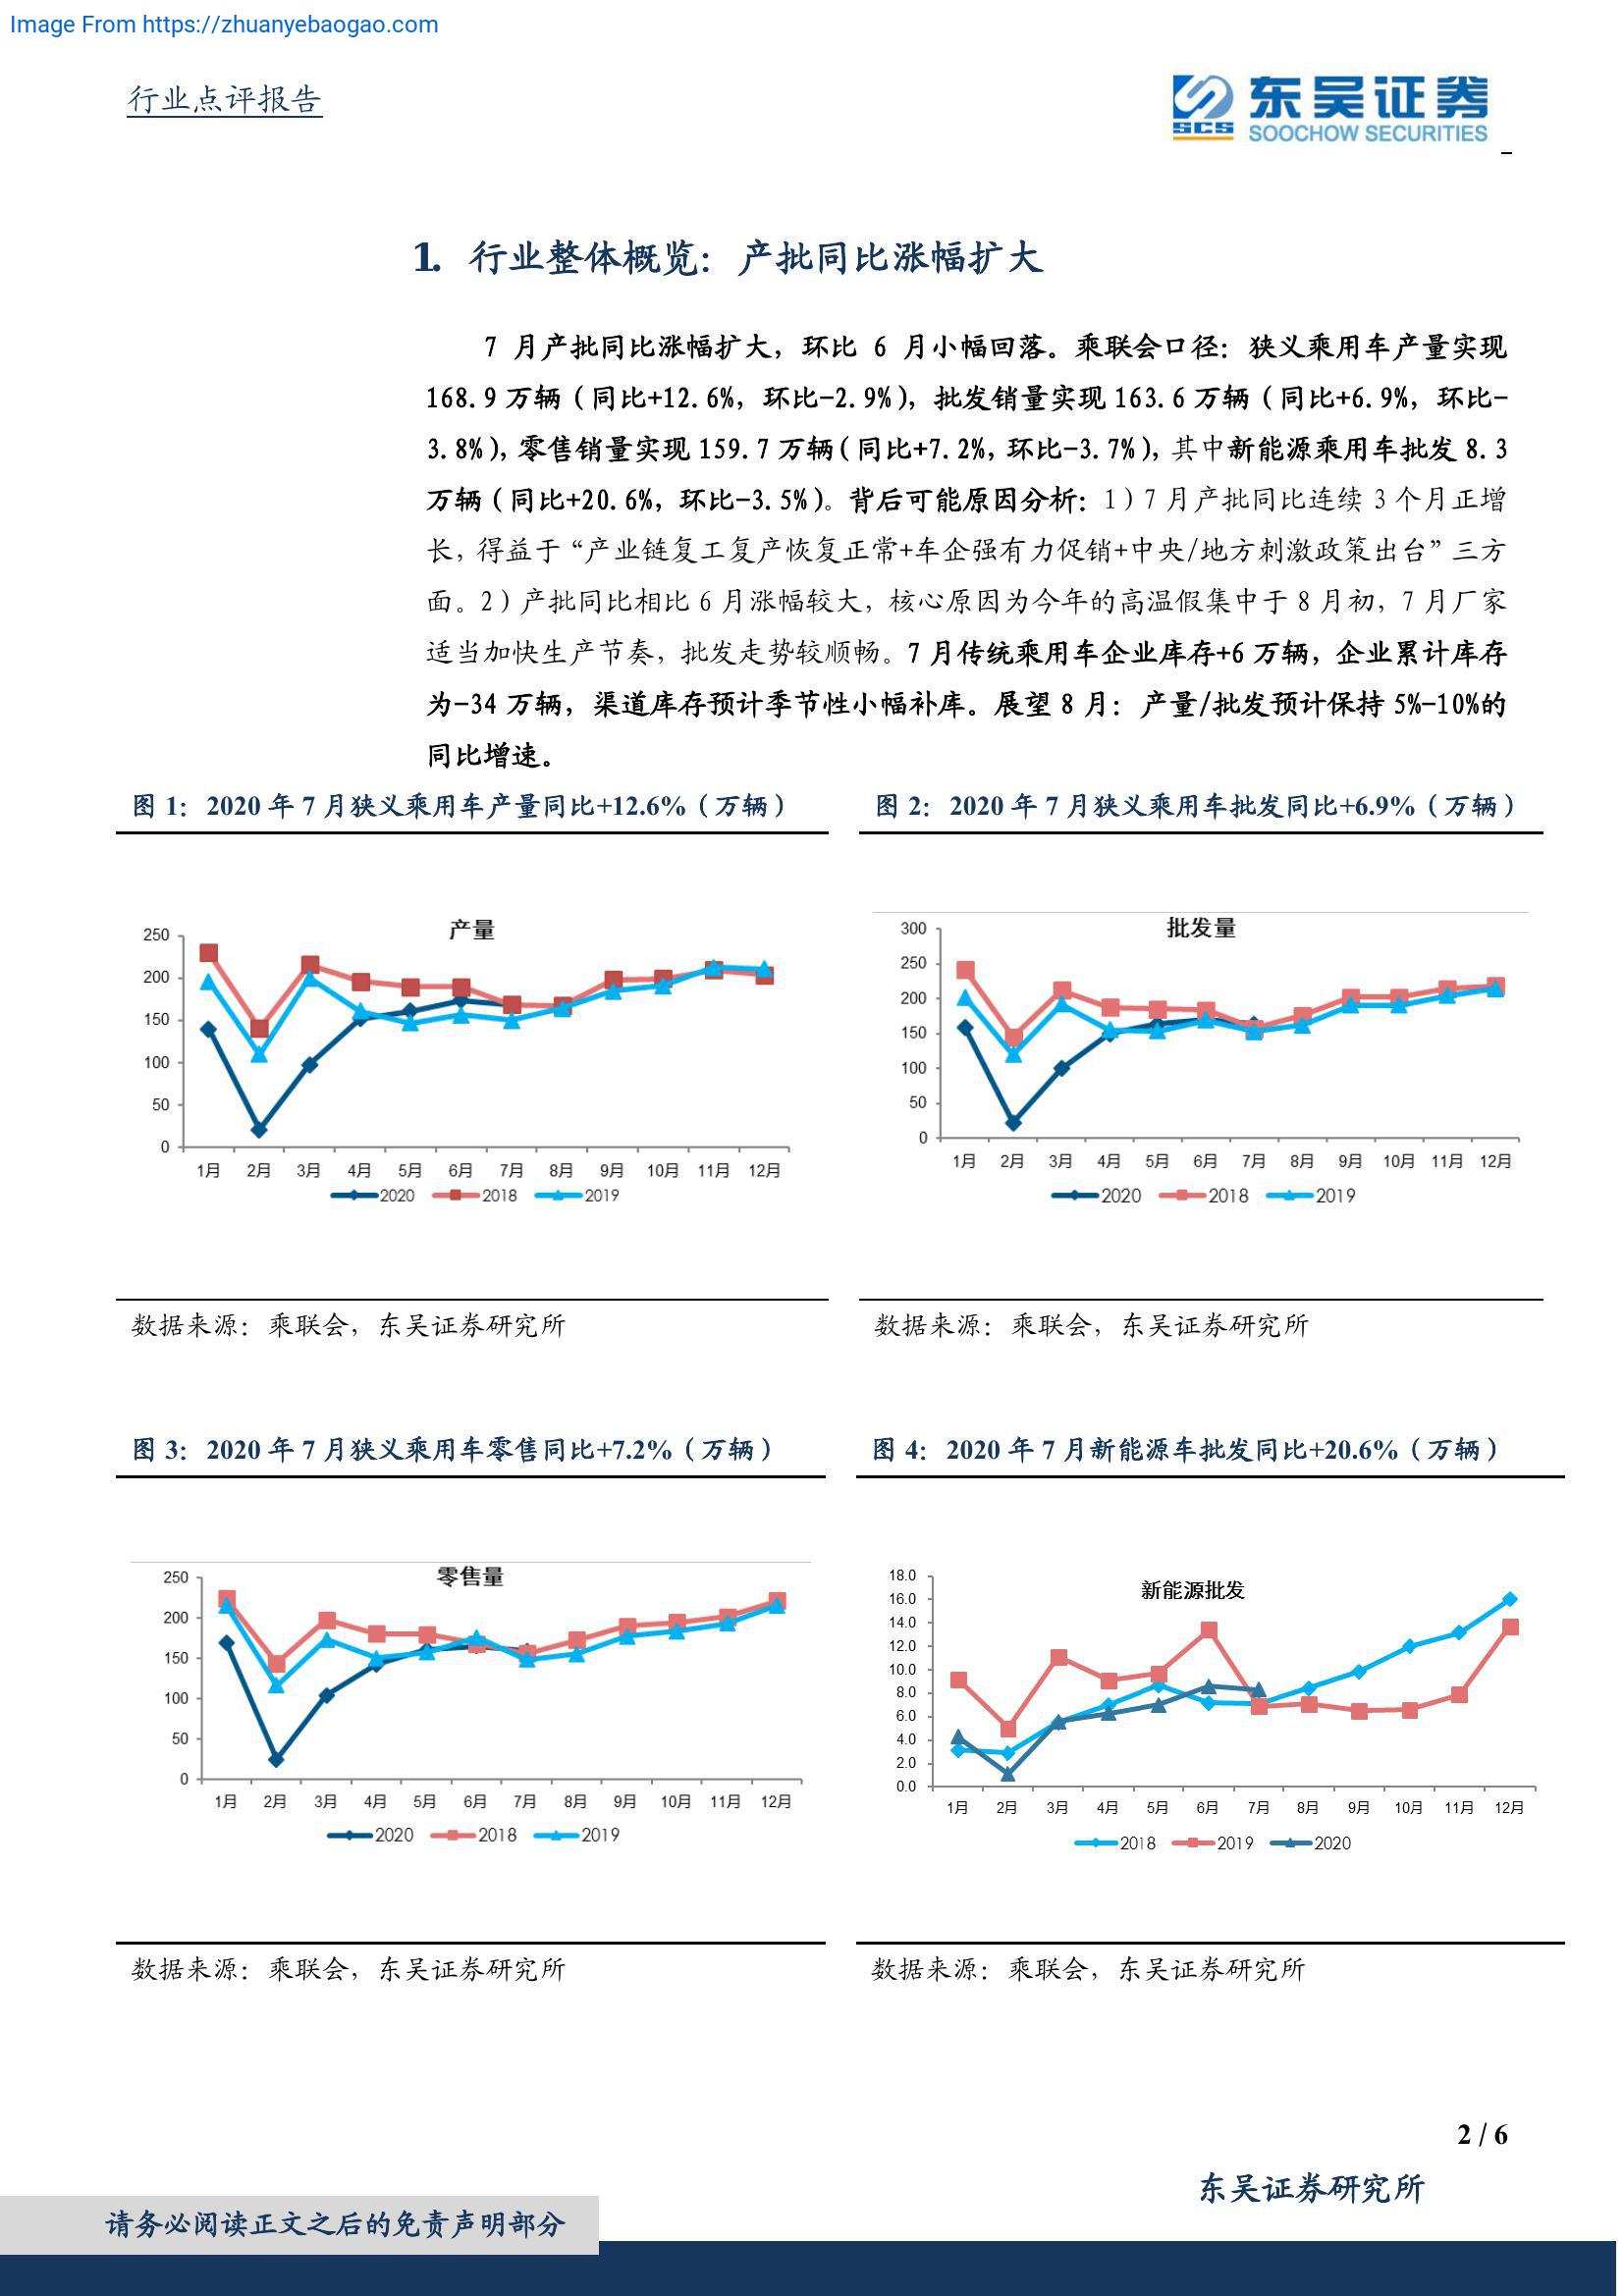 Image From https://zhuanyebaogao.com
行业点评报告
SCS
东吴证券
SOOCHOW SECURITIES
1. 行业整体概览：产批同比涨幅扩大
7 月产批同比涨幅扩大，环比 6 月小幅回落。乘联会口径：狭义乘用车产量实现
168.9 万辆（同比+12.6%，环比-2.9%），批发销量实现 163.6 万辆（同比+6.9%，环比-
3.8%），零售销量实现 159.7 万辆（同比+7.2%，环比-3.7%），其中新能源乘用车批发 8.3
万辆（同比+20.6%，环比-3.5%）。背后可能原因分析：1）7 月产批同比连续 3 个月正增
长，得益于“产业链复工复产恢复正常+车企强有力促销+中央/地方刺激政策出台”三方
面。2）产批同比相比 6 月涨幅较大，核心原因为今年的高温假集中于 8 月初，7 月厂家
适当加快生产节奏，批发走势较顺畅。7 月传统乘用车企业库存+6 万辆，企业累计库存
为-34 万辆，渠道库存预计季节性小幅补库。展望 8 月：产量/批发预计保持 5%-10%的
同比增速。
图 1：2020 年 7 月狭义乘用车产量同比+12.6%（万辆）
产量
250
200
150
100
50
0
1月 2月 3月 4月 5月 6月 7月 8月 9月 10月 11月 12月
2020 2018 2019
数据来源：乘联会，东吴证券研究所
图 2：2020 年 7 月狭义乘用车批发同比+6.9%（万辆）
批发量
300
250
200
150
100
50
0
1月 2月 3月 4月 5月 6月 7月 8月 9月 10月 11月 12月
2020 2018 2019
数据来源：乘联会，东吴证券研究所
图 3：2020 年 7 月狭义乘用车零售同比+7.2%（万辆）
零售量
250
200
150
100
50
0
1月 2月 3月 4月 5月 6月 7月 8月 9月 10月 11月 12月
2020 2018 2019
数据来源：乘联会，东吴证券研究所
图 4：2020 年 7 月新能源车批发同比+20.6%（万辆）
新能源批发
18.0
16.0
14.0
12.0
10.0
8.0
6.0
4.0
2.0
0.0
1月 2月 3月 4月 5月 6月 7月 8月 9月 10月 11月 12月
2018 2019 2020
数据来源：乘联会，东吴证券研究所
2 / 6
东吴证券研究所
请务必阅读正文之后的免责声明部分